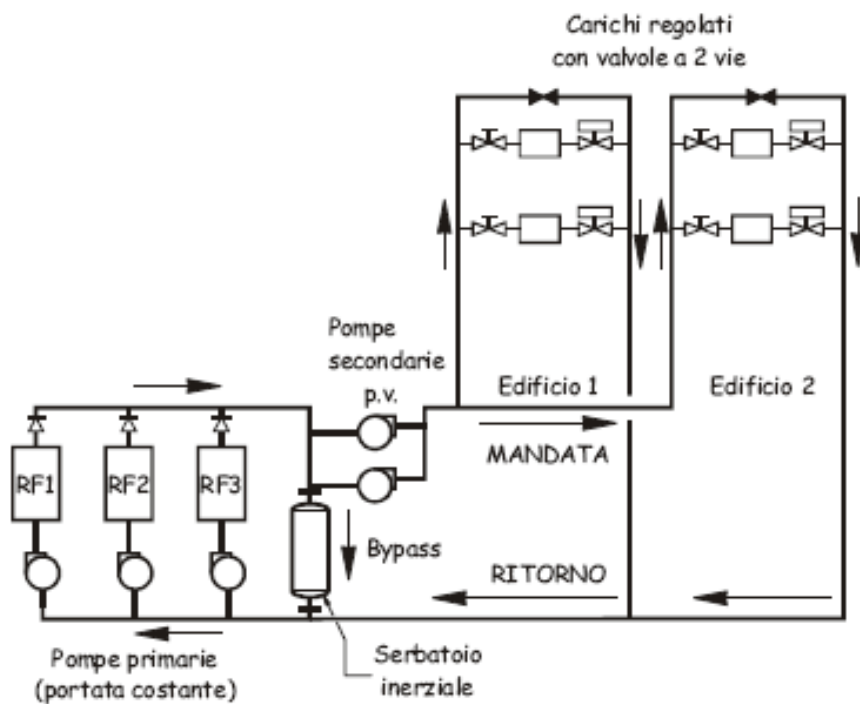 Carichi regolati
con valvole a 2 vie
Pompe
secondarie
p.v.
Edificio 1
Edificio 2
MANDATA
RF1
RF2
RF3
Bypass
RITORNO
Pompe primarie
(portata costante)
Serbatoio
inerziale